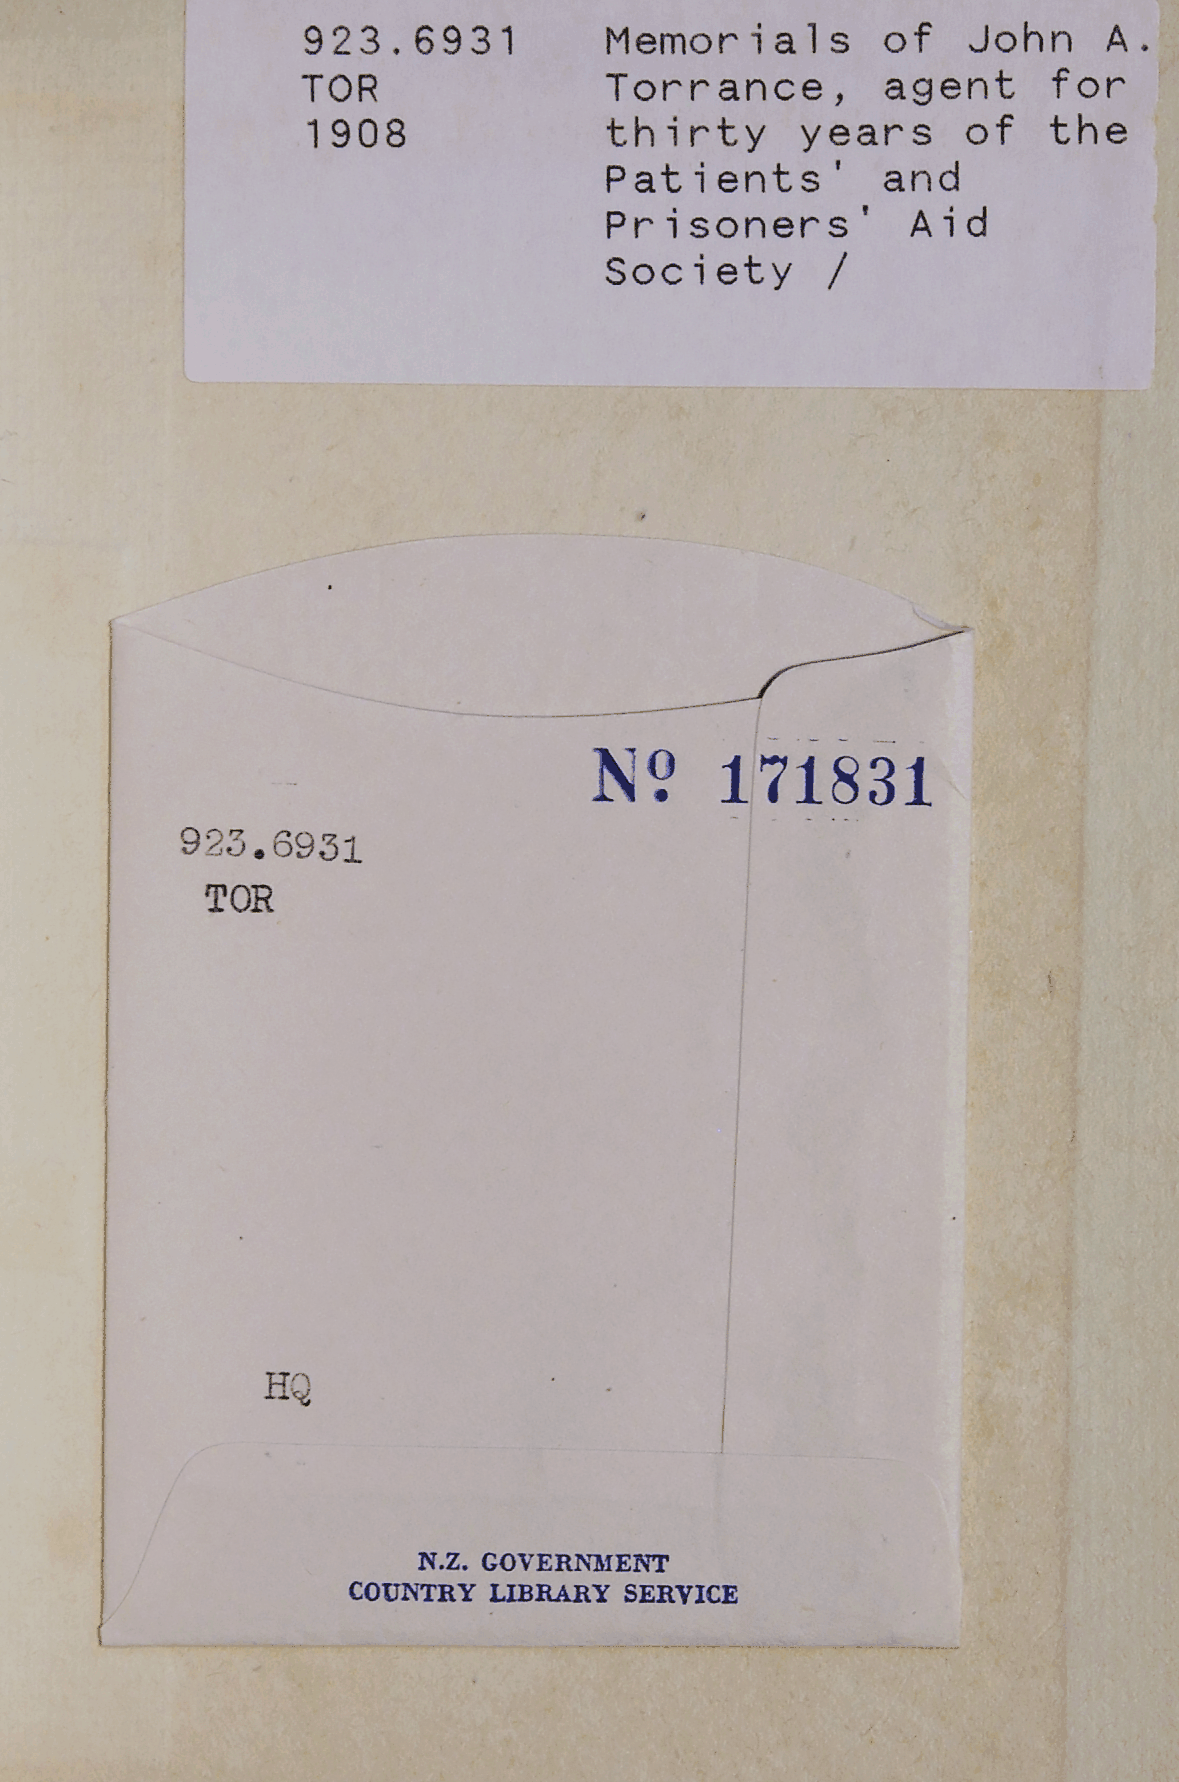 923.6931 Memorials of John A.
TOR Torrance, agent for
1908 thirty years of the
Patients' and
Prisoners' Aid
Society /
Nº 171831
923.6931
TOR
HQ
N.Z. GOVERNMENT
COUNTRY LIBRARY SERVICE